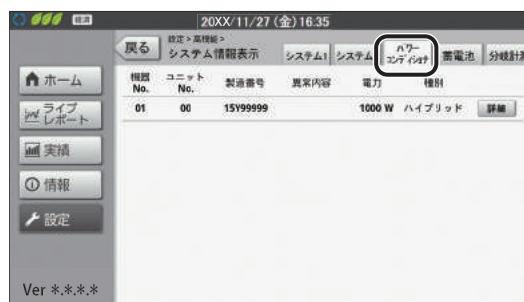 20XX/11/27 (金) 16:35
戻る
設定 > 高機能 >
システム情報表示
システム1
システム
パワー
コンディショナ
蓄電池
分岐計
ホーム
ライブ
レポート
実績
情報
設定
機器
No.
ユニット
No.
製造番号
異常内容
電力
種別
01
00
15Y99999
1000 W
ハイブリッド
詳細
Ver *.*.*.*